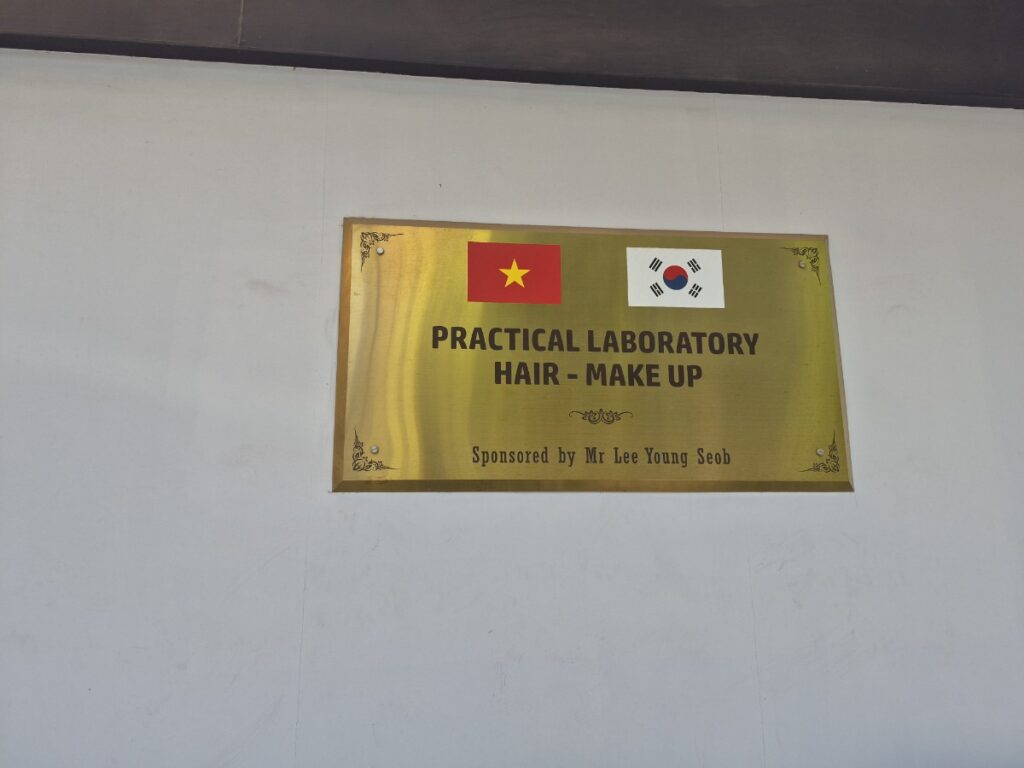 PRACTICAL LABORATORY
HAIR - MAKE UP
Sponsored by Mr Lee Young Seob